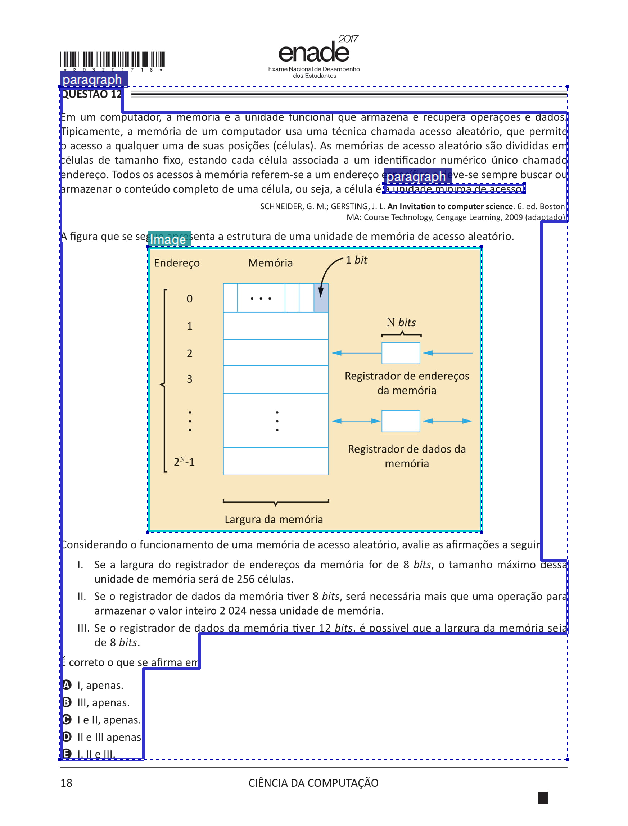 enade 2017
Exame Nacional de Desempenho
dos Estudantes
paragraph
QUESTÃO 12
Em um computador, a memória é a unidade funcional que armazena e recupera operações e dados.
Tipicamente, a memória de um computador usa uma técnica chamada acesso aleatório, que permite
o acesso a qualquer uma de suas posições (células). As memórias de acesso aleatório são divididas em
células de tamanho fixo, estando cada célula associada a um identificador numérico único chamado
endereço. Todos os acessos à memória referem-se a um endereço paragraph ve-se sempre buscar ou
armazenar o conteúdo completo de uma célula, ou seja, a célula é a unidade mínima de acesso.
SCHNEIDER, G. M.; GERSTING, J. L. An Invitation to computer science. 6. ed. Boston
MA: Course Technology, Cengage Learning, 2009 (adaptado).
A figura que se se image senta a estrutura de uma unidade de memória de acesso aleatório.
Endereço Memória 1 bit
0
1
N bits
2
3
Registrador de endereços
da memória
Registrador de dados da
memória
2ᴺ-1
Largura da memória
Considerando o funcionamento de uma memória de acesso aleatório, avalie as afirmações a seguir
I. Se a largura do registrador de endereços da memória for de 8 bits, o tamanho máximo dessa
unidade de memória será de 256 células.
II. Se o registrador de dados da memória tiver 8 bits, será necessária mais que uma operação para
armazenar o valor inteiro 2 024 nessa unidade de memória.
III. Se o registrador de dados da memória tiver 12 bits, é possível que a largura da memória seja
de 8 bits.
É correto o que se afirma em
A I, apenas.
B III, apenas.
C I e II, apenas.
D II e III apenas
E I, II e III.
18 CIÊNCIA DA COMPUTAÇÃO